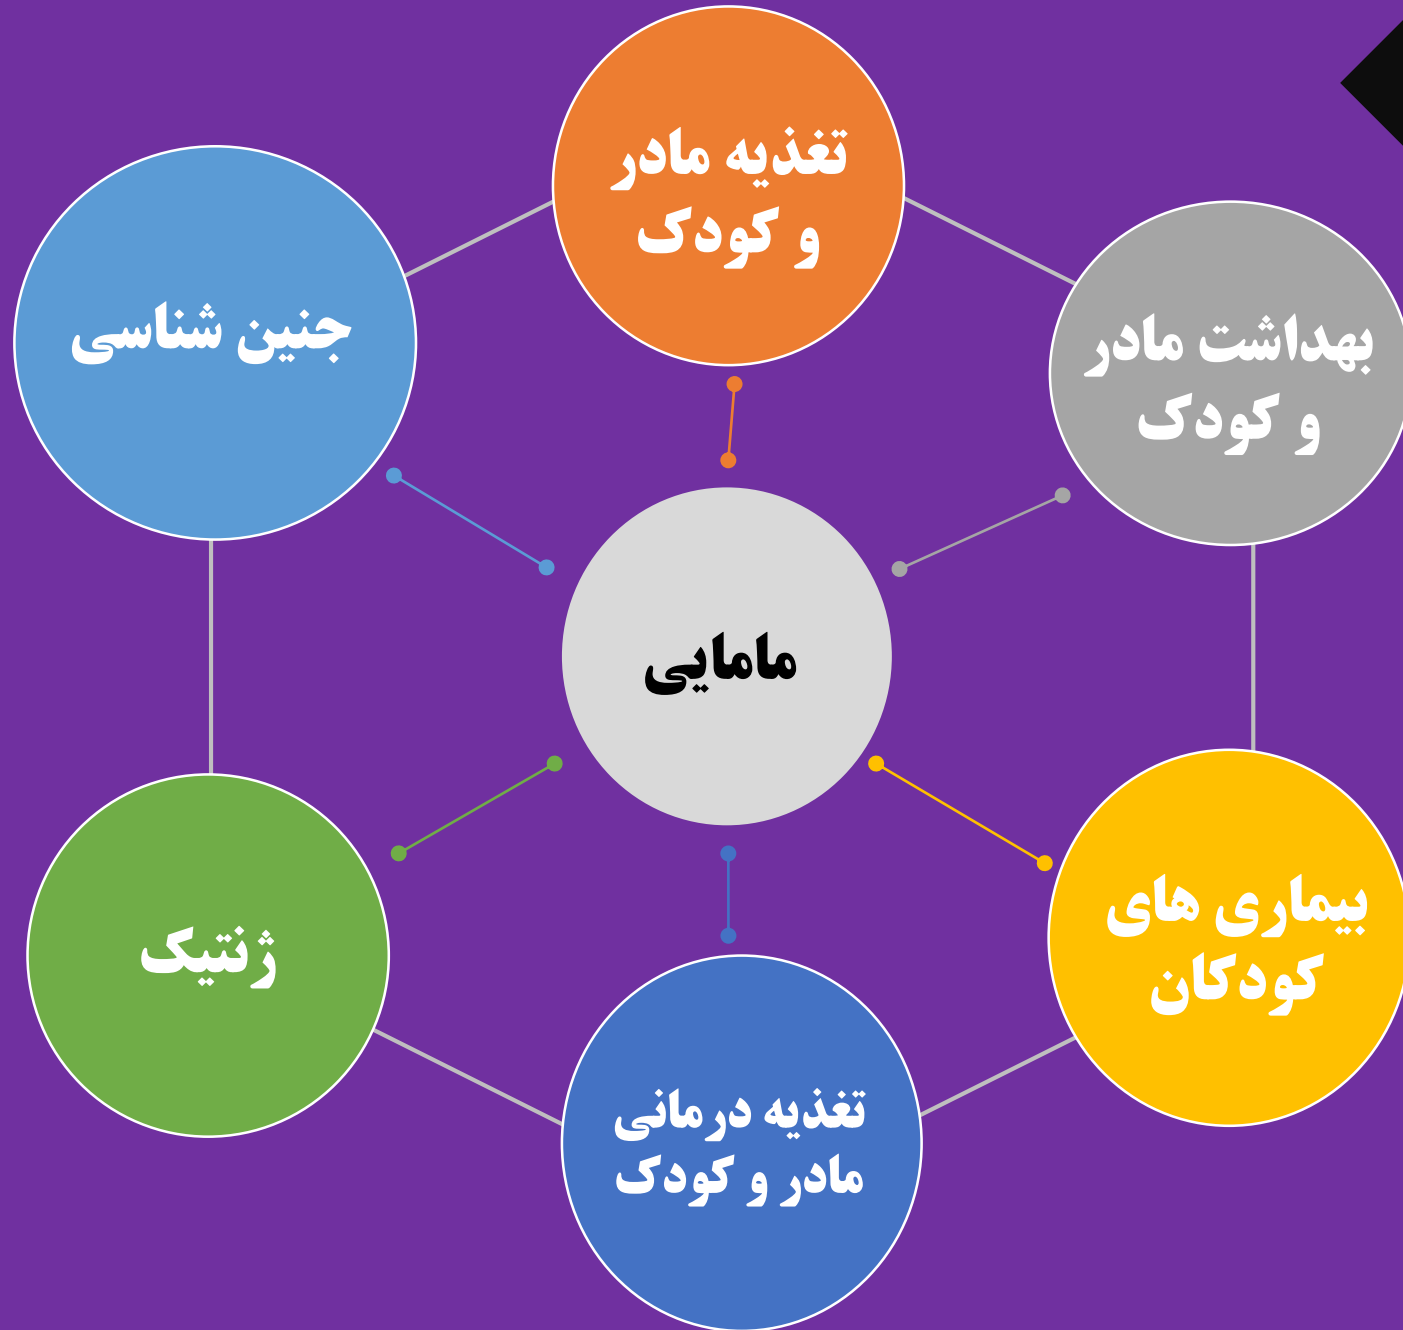 تغذیه مادر
و کودک
بهداشت مادر
و کودک
جنین شناسی
مامایی
بیماری های
کودکان
ژنتیک
تغذیه درمانی
مادر و کودک